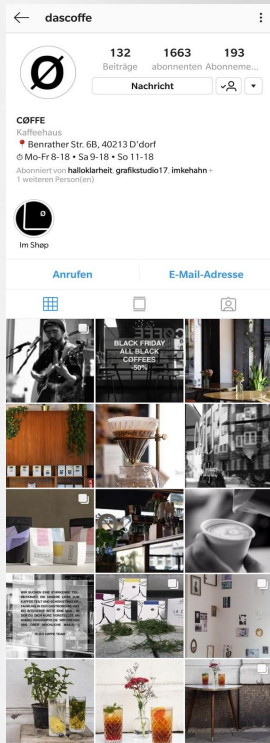 dascoffe
132 1663 193
Beiträge abonnenten Abonneme...
Nachricht
CØFFE
Kaffeehaus
Benrather Str. 6B, 40213 D'dorf
Mo-Fr 8-18 • Sa 9-18 • So 11-18
Abonniert von halloklarheit, grafikstudio17, imkehahn +
1 weiteren Person(en)
Im Shøp
Anrufen E-Mail-Adresse
BLACK FRIDAY
ALL BLACK
COFFEES
-50%